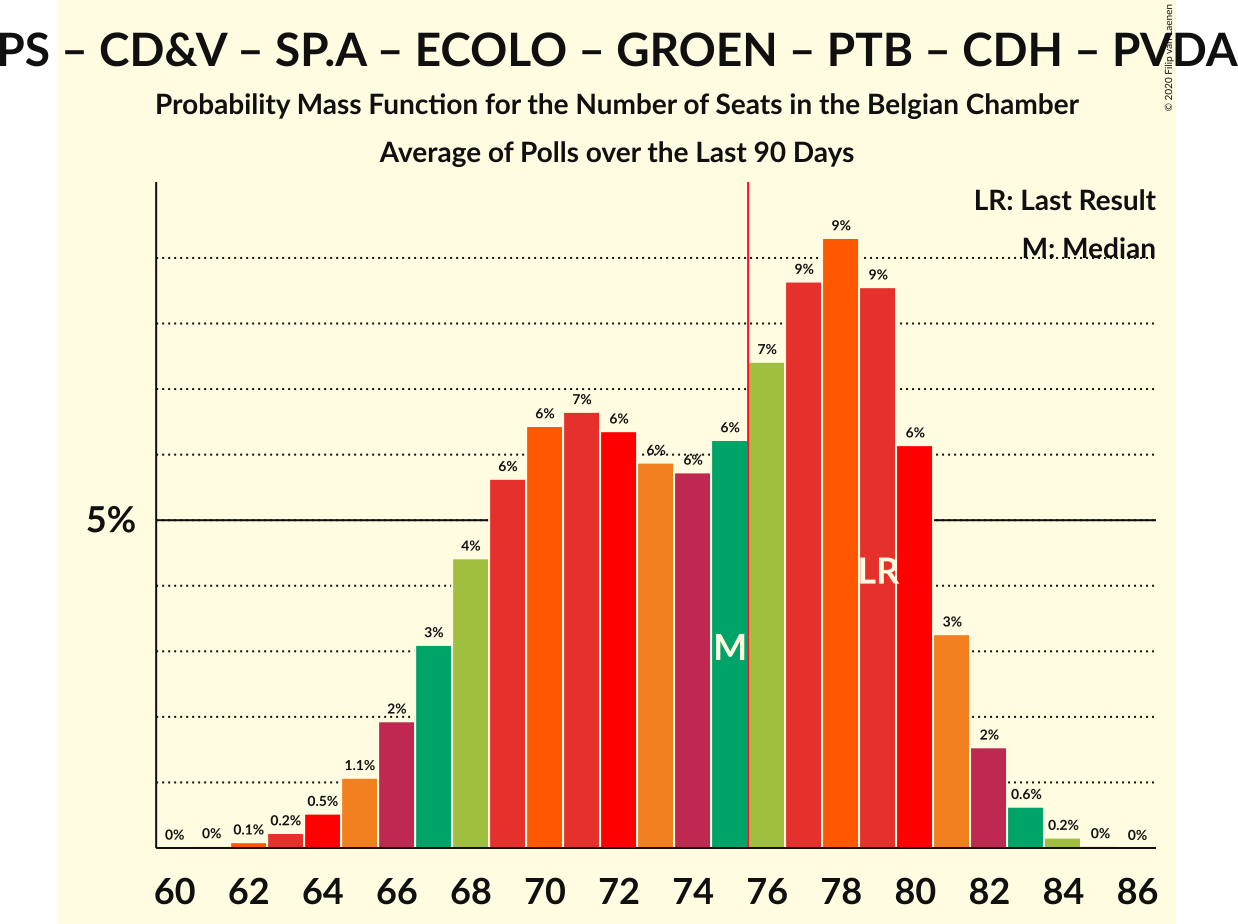 PS – CD&V – SP.A – ECOLO – GROEN – PTB – CDH – PVDA
© 2020 Filip van Laenen
Probability Mass Function for the Number of Seats in the Belgian Chamber
Average of Polls over the Last 90 Days
LR: Last Result
M: Median
5%
0% 0% 0.1% 0.2% 0.5% 1.1% 2% 3% 4% 6% 6% 7% 6% 6% 6% 6% 7% 9% 9% 9% 6% 3% 2% 0.6% 0.2% 0% 0%
LR
M
60 62 64 66 68 70 72 74 76 78 80 82 84 86